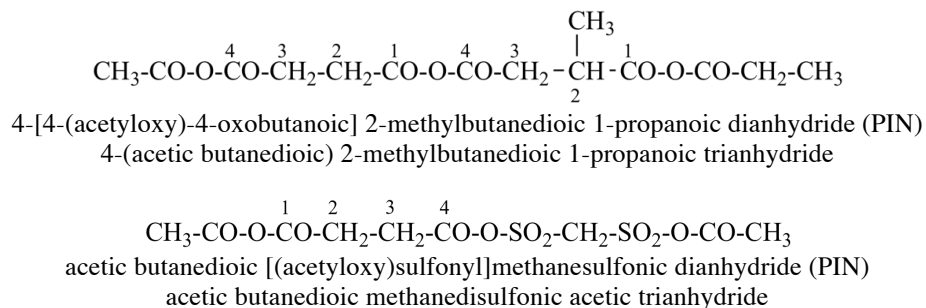 CH₃
4 3 2 1 4 3 1
CH₃-CO-O-CO-CH₂-CH₂-CO-O-CO-CH₂-CH-CO-O-CO-CH₂-CH₃
2
4-[4-(acetyloxy)-4-oxobutanoic] 2-methylbutanedioic 1-propanoic dianhydride (PIN)
4-(acetic butanedioic) 2-methylbutanedioic 1-propanoic trianhydride
1 2 3 4
CH₃-CO-O-CO-CH₂-CH₂-CO-O-SO₂-CH₂-SO₂-O-CO-CH₃
acetic butanedioic [(acetyloxy)sulfonyl]methanesulfonic dianhydride (PIN)
acetic butanedioic methanedisulfonic acetic trianhydride